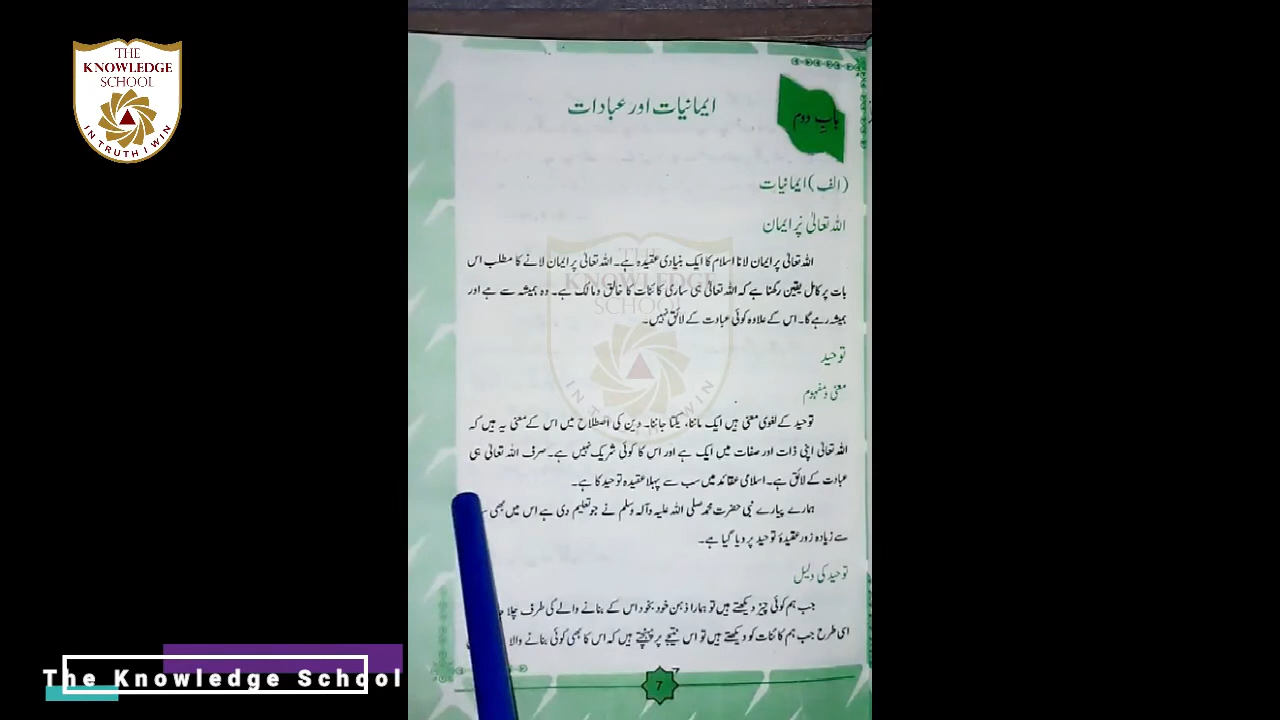 THE
KNOWLEDGE
SCHOOL
IN TRUTH I WIN
باب دوم
ایمانیات اور عبادات
(الف) ایمانیات
اللہ تعالیٰ پر ایمان
اللہ تعالیٰ پر ایمان لانا اسلام کا ایک بنیادی عقیدہ ہے۔ اللہ تعالیٰ پر ایمان لانے کا مطلب اس
بات پر کامل یقین رکھنا ہے کہ اللہ تعالیٰ ہی ساری کائنات کا خالق و مالک ہے۔ وہ ہمیشہ سے ہے اور
ہمیشہ رہے گا۔ اس کے علاوہ کوئی عبادت کے لائق نہیں۔
THE
KNOWLEDGE
SCHOOL
IN TRUTH I WIN
توحید
معنی و مفہوم
توحید کے لغوی معنی ہیں ایک ماننا، یکتا جاننا۔ دین کی اصطلاح میں اس کے معنی یہ ہیں کہ
اللہ تعالیٰ اپنی ذات اور صفات میں ایک ہے اور اس کا کوئی شریک نہیں ہے۔ صرف اللہ تعالیٰ ہی
عبادت کے لائق ہے۔ اسلامی عقائد میں سب سے پہلا عقیدہ توحید کا ہے۔
ہمارے پیارے نبی حضرت محمد صلی اللہ علیہ وآلہ وسلم نے جو تعلیم دی ہے اس میں بھی
سے زیادہ زور عقیدۂ توحید پر دیا گیا ہے۔
توحید کی دلیل
جب ہم کوئی چیز دیکھتے ہیں تو ہمارا ذہن خود بخود اس کے بنانے والے کی طرف چلا
اسی طرح جب ہم کائنات کو دیکھتے ہیں تو اس نتیجے پر پہنچتے ہیں کہ اس کا بھی کوئی بنانے والا
7
The Knowledge School